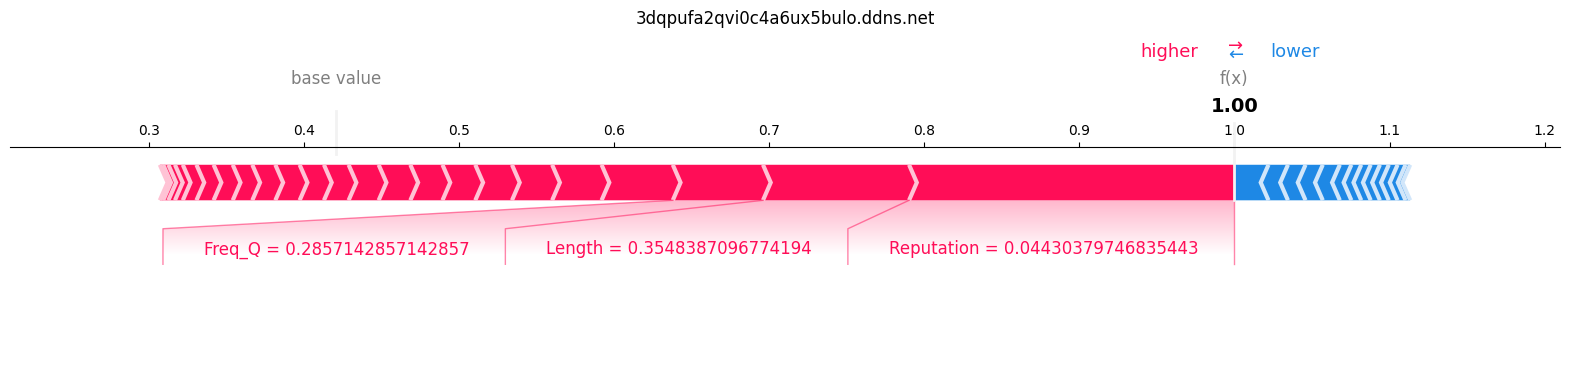 3dqpufa2qvi0c4a6ux5bulo.ddns.net
higher ⇄ lower
base value f(x)
1.00
0.3 0.4 0.5 0.6 0.7 0.8 0.9 1.0 1.1 1.2
Freq_Q = 0.2857142857142857 Length = 0.3548387096774194 Reputation = 0.04430379746835443